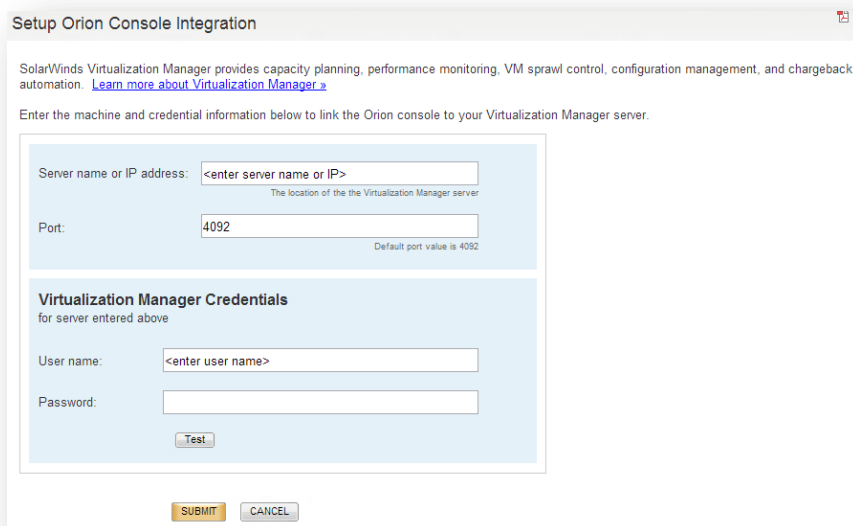 Setup Orion Console Integration
SolarWinds Virtualization Manager provides capacity planning, performance monitoring, VM sprawl control, configuration management, and chargeback
automation. Learn more about Virtualization Manager »
Enter the machine and credential information below to link the Orion console to your Virtualization Manager server.
Server name or IP address: <enter server name or IP>
The location of the the Virtualization Manager server
Port: 4092
Default port value is 4092
Virtualization Manager Credentials
for server entered above
User name: <enter user name>
Password:
Test
SUBMIT CANCEL